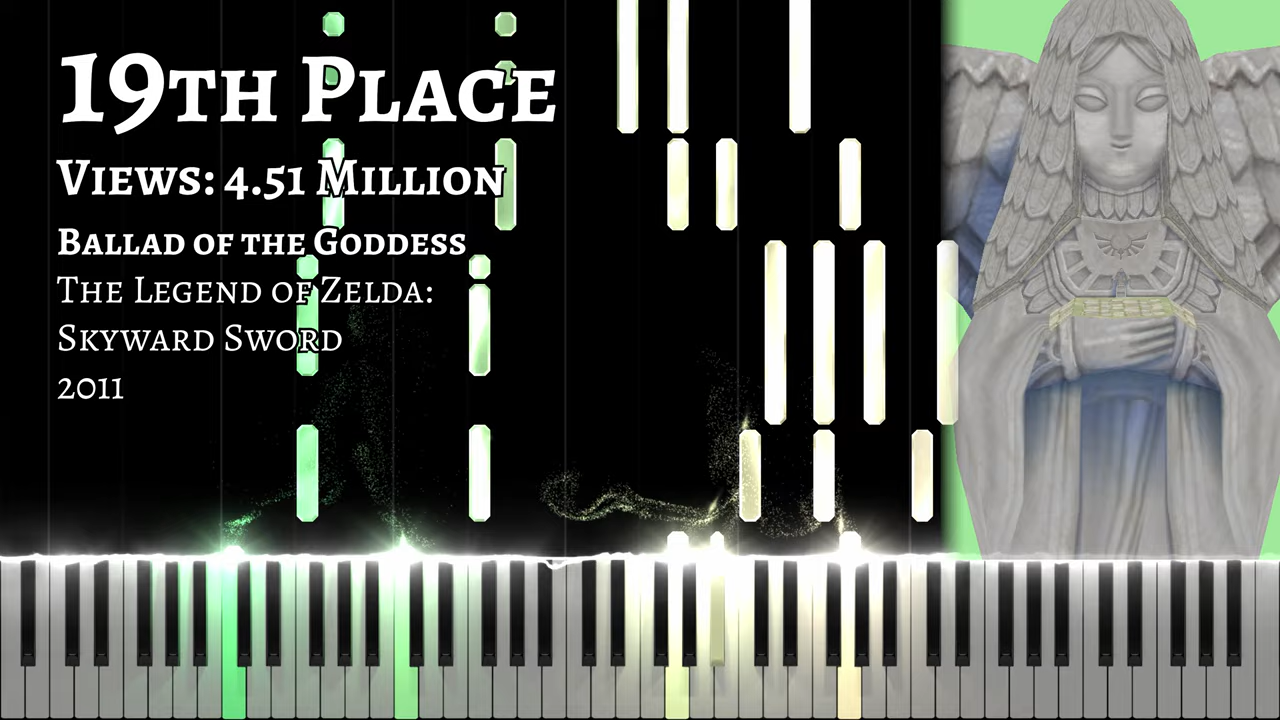 19th Place
Views: 4.51 Million
Ballad of the Goddess
The Legend of Zelda:
Skyward Sword
2011